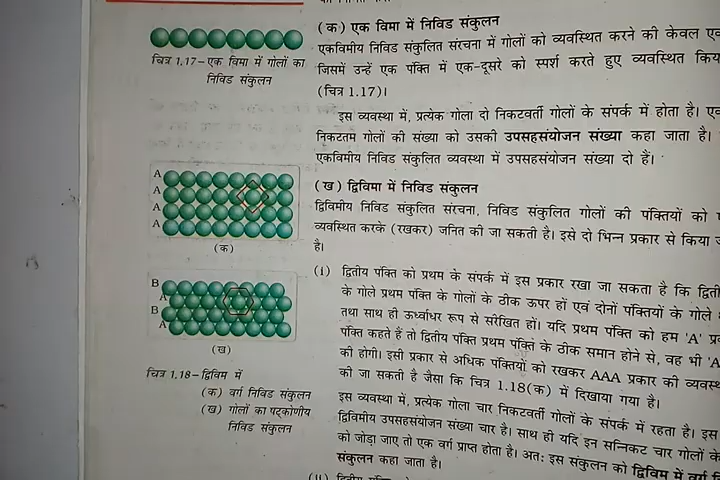 (क) एक विमा में निविड संकुलन
एकविमीय निविड संकुलित संरचना में गोलों को व्यवस्थित करने की केवल
जिसमें उन्हें एक पंक्ति में एक-दूसरे को स्पर्श करते हुए व्यवस्थित
(चित्र 1.17)।
चित्र 1.17–एक विमा में गोलों का
निविड संकुलन
इस व्यवस्था में, प्रत्येक गोला दो निकटवर्ती गोलों के संपर्क में होता है।
निकटतम गोलों की संख्या को उसकी उपसहसंयोजन संख्या कहा जाता है।
एकविमीय निविड संकुलित व्यवस्था में उपसहसंयोजन संख्या दो हैं।
(ख) द्विविमा में निविड संकुलन
द्विविमीय निविड संकुलित संरचना, निविड संकुलित गोलों की पंक्तियों को
व्यवस्थित करके (रखकर) जनित की जा सकती है। इसे दो भिन्न प्रकार से किया
है।
A
A
A
A
(क)
B
A
B
A
(ख)
चित्र 1.18–द्विविम में
(क) वर्ग निविड संकुलन
(ख) गोलों का षट्कोणीय
निविड संकुलन
(i) द्वितीय पंक्ति को प्रथम के संपर्क में इस प्रकार रखा जा सकता है कि
के गोले प्रथम पंक्ति के गोलों के ठीक ऊपर हों एवं दोनों पंक्तियों के गोले
तथा साथ ही ऊर्ध्वाधर रूप से संरेखित हों। यदि प्रथम पंक्ति को हम 'A'
पंक्ति कहते हैं तो द्वितीय पंक्ति प्रथम पंक्ति के ठीक समान होने से, वह भी 'A
की होगी। इसी प्रकार से अधिक पंक्तियों को रखकर AAA प्रकार की
की जा सकती है जैसा कि चित्र 1.18(क) में दिखाया गया है।
इस व्यवस्था में, प्रत्येक गोला चार निकटवर्ती गोलों के संपर्क में रहता है। इस
द्विविमीय उपसहसंयोजन संख्या चार है। साथ ही यदि इन सन्निकट चार गोलों के
को जोड़ा जाए तो एक वर्ग प्राप्त होता है। अतः इस संकुलन को द्विविम में वर्ग
संकुलन कहा जाता है।